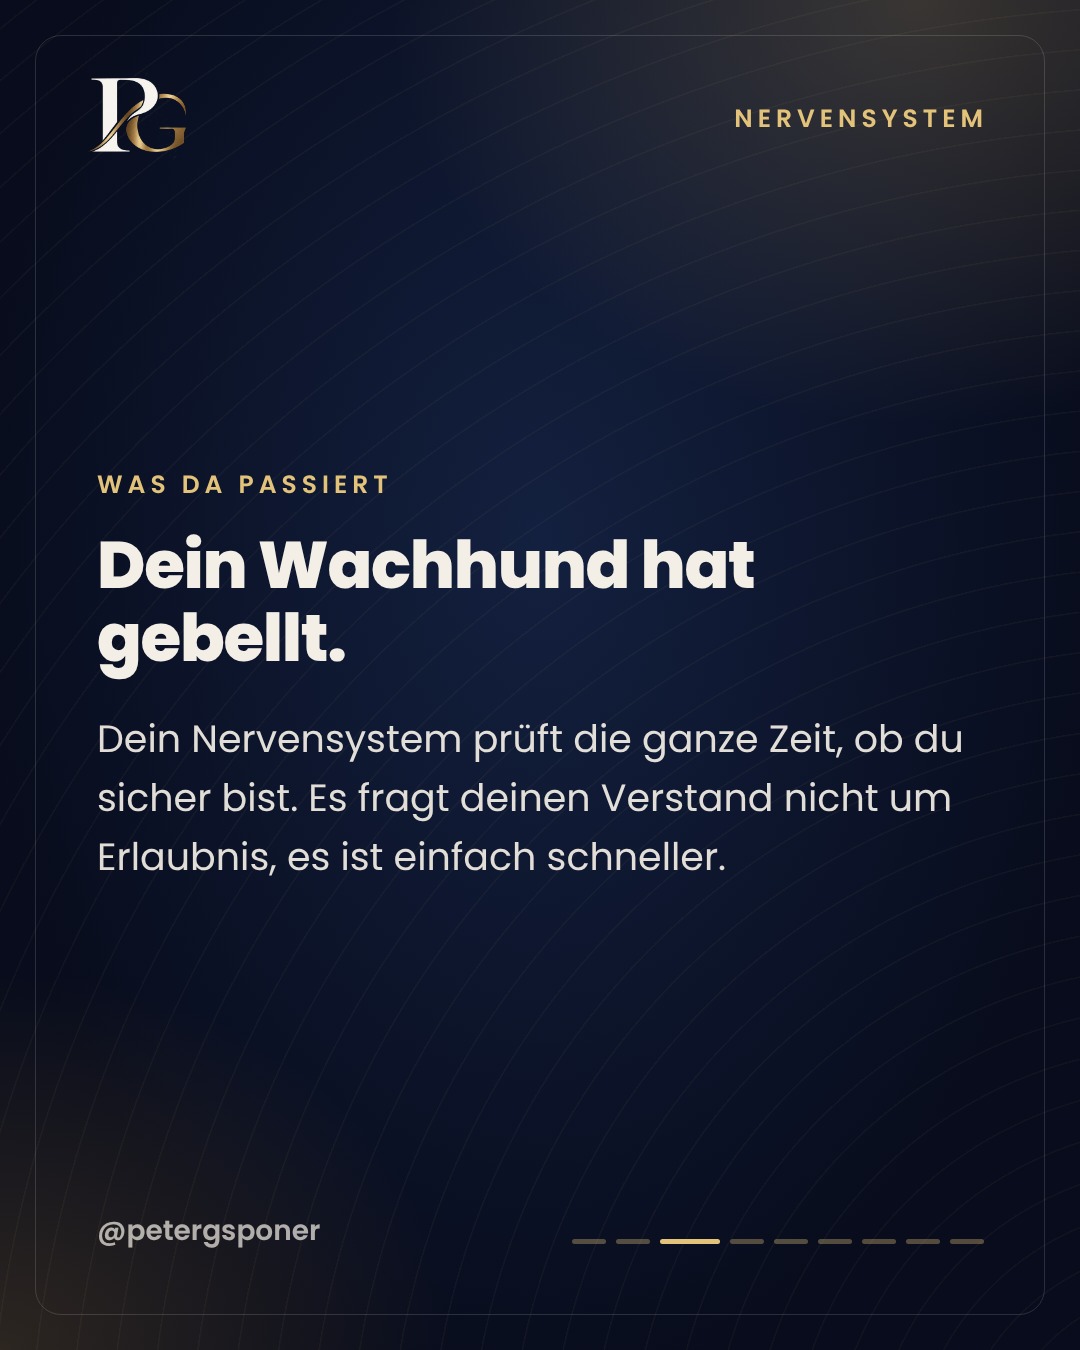 PG
NERVENSYSTEM
WAS DA PASSIERT
Dein Wachhund hat
gebellt.
Dein Nervensystem prüft die ganze Zeit, ob du
sicher bist. Es fragt deinen Verstand nicht um
Erlaubnis, es ist einfach schneller.
@petergsponer